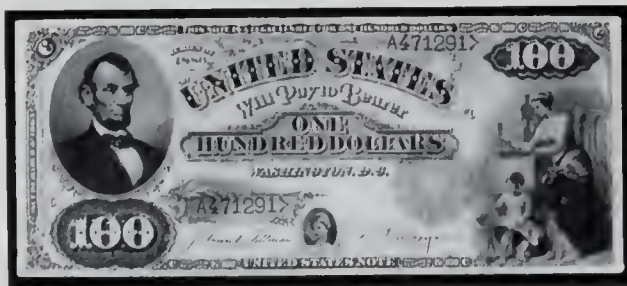 A471291
100
UNITED STATES
Will Pay to Bearer
ONE
HUNDRED DOLLARS
WASHINGTON, D.C.
A471291
100
UNITED STATES NOTE